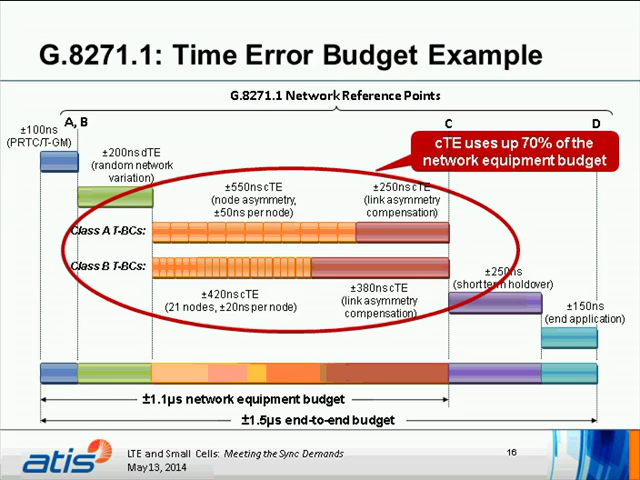 G.8271.1: Time Error Budget Example
G.8271.1 Network Reference Points
A, B
C
D
±100ns
(PRTC/T-GM)
±200ns dTE
(random network
variation)
cTE uses up 70% of the
network equipment budget
±550ns cTE
(node asymmetry,
±50ns per node)
±250ns cTE
(link asymmetry
compensation)
Class A T-BCs:
Class B T-BCs:
±420ns cTE
(21 nodes, ±20ns per node)
±380ns cTE
(link asymmetry
compensation)
±250ns
(short term holdover)
±150ns
(end application)
±1.1µs network equipment budget
±1.5µs end-to-end budget
atis
LTE and Small Cells: Meeting the Sync Demands
May 13, 2014
16